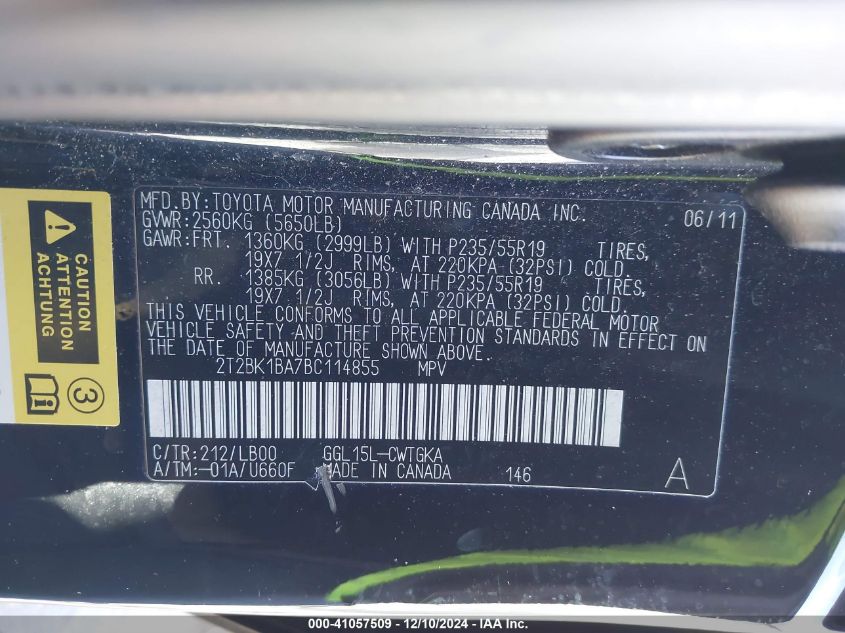 MFD.BY:TOYOTA MOTOR MANUFACTURING CANADA INC. 06/11
GVWR:2560KG (5650LB)
GAWR:FRT. 1360KG (2999LB) WITH P235/55R19 TIRES,
19X7 1/2J RIMS, AT 220KPA (32PSI) COLD.
RR. 1385KG (3056LB) WITH P235/55R19 TIRES,
19X7 1/2J RIMS, AT 220KPA (32PSI) COLD.
THIS VEHICLE CONFORMS TO ALL APPLICABLE FEDERAL MOTOR
VEHICLE SAFETY AND THEFT PREVENTION STANDARDS IN EFFECT ON
THE DATE OF MANUFACTURE SHOWN ABOVE.
2T2BK1BA7BC114855 MPV
C/TR:212/LB00 GGL15L-CWTGKA
A/TM:-01A/U660F MADE IN CANADA 146 A
CAUTION
ATTENTION
ACHTUNG
3
000-41057509 - 12/10/2024 - IAA Inc.